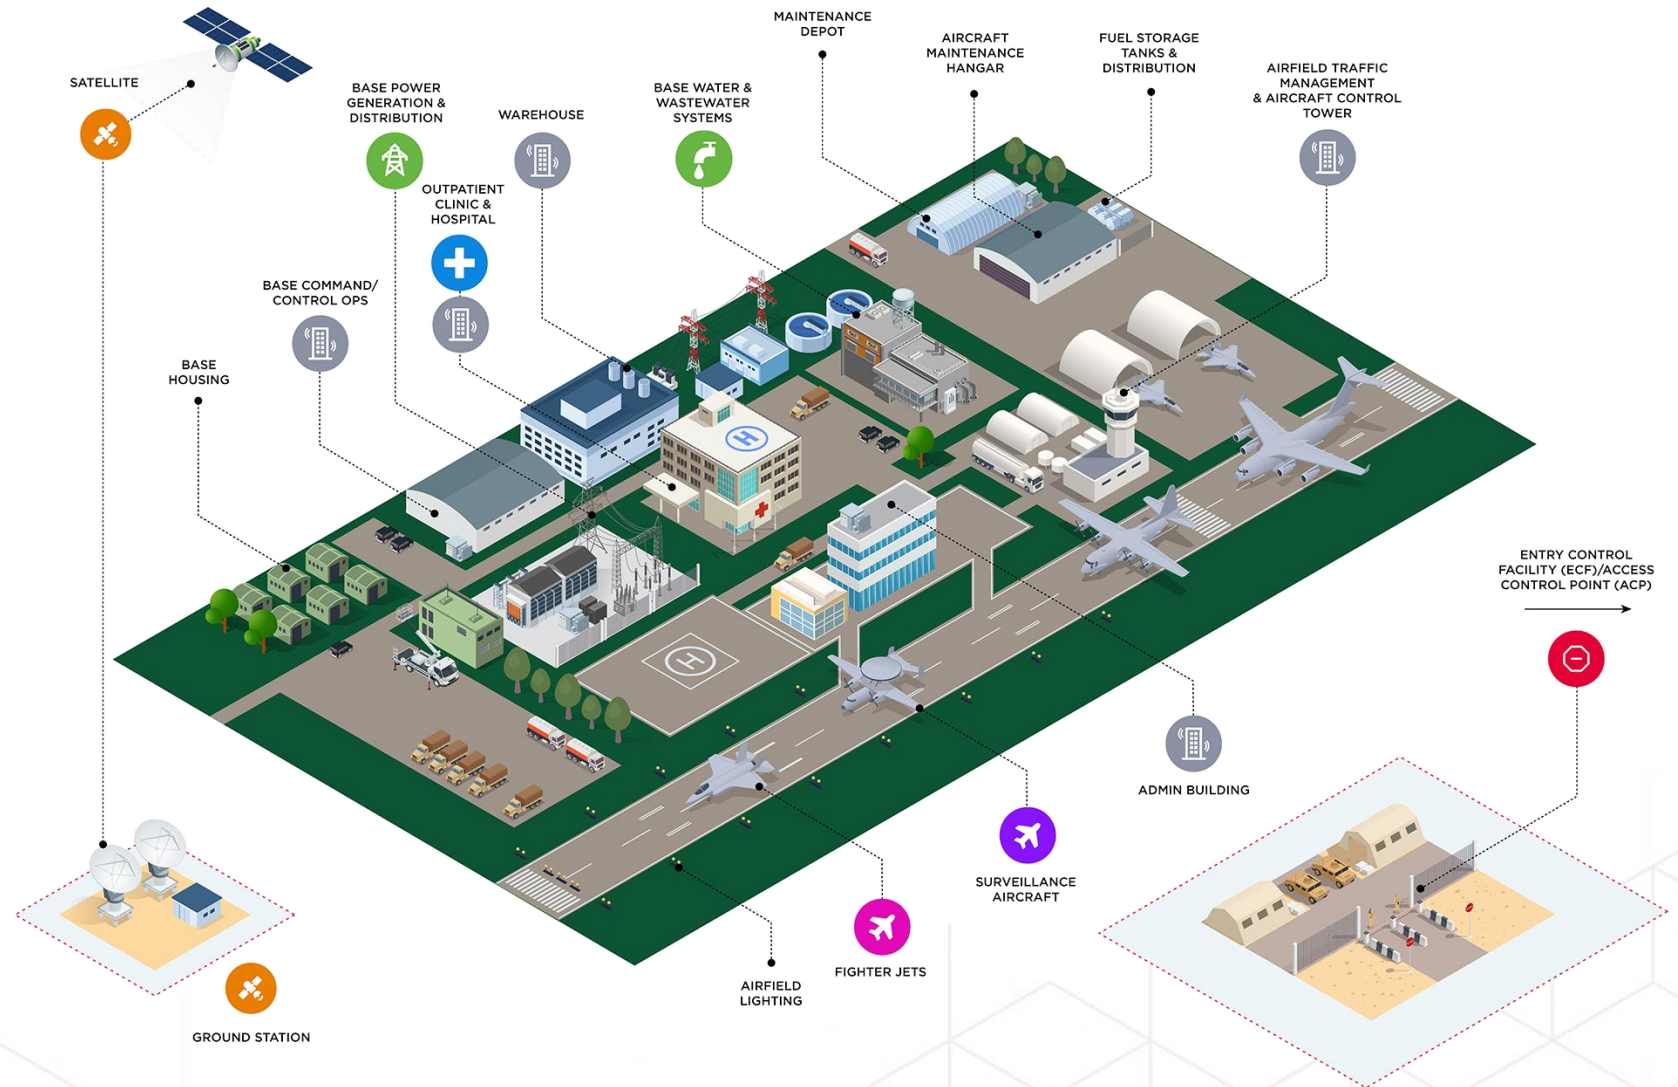 MAINTENANCE
DEPOT
AIRCRAFT
MAINTENANCE
HANGAR
FUEL STORAGE
TANKS &
DISTRIBUTION
AIRFIELD TRAFFIC
MANAGEMENT
& AIRCRAFT CONTROL
TOWER
SATELLITE
BASE POWER
GENERATION &
DISTRIBUTION
WAREHOUSE
BASE WATER &
WASTEWATER
SYSTEMS
OUTPATIENT
CLINIC &
HOSPITAL
BASE COMMAND/
CONTROL OPS
BASE
HOUSING
H
H
ENTRY CONTROL
FACILITY (ECF)/ACCESS
CONTROL POINT (ACP)
ADMIN BUILDING
SURVEILLANCE
AIRCRAFT
FIGHTER JETS
AIRFIELD
LIGHTING
GROUND STATION